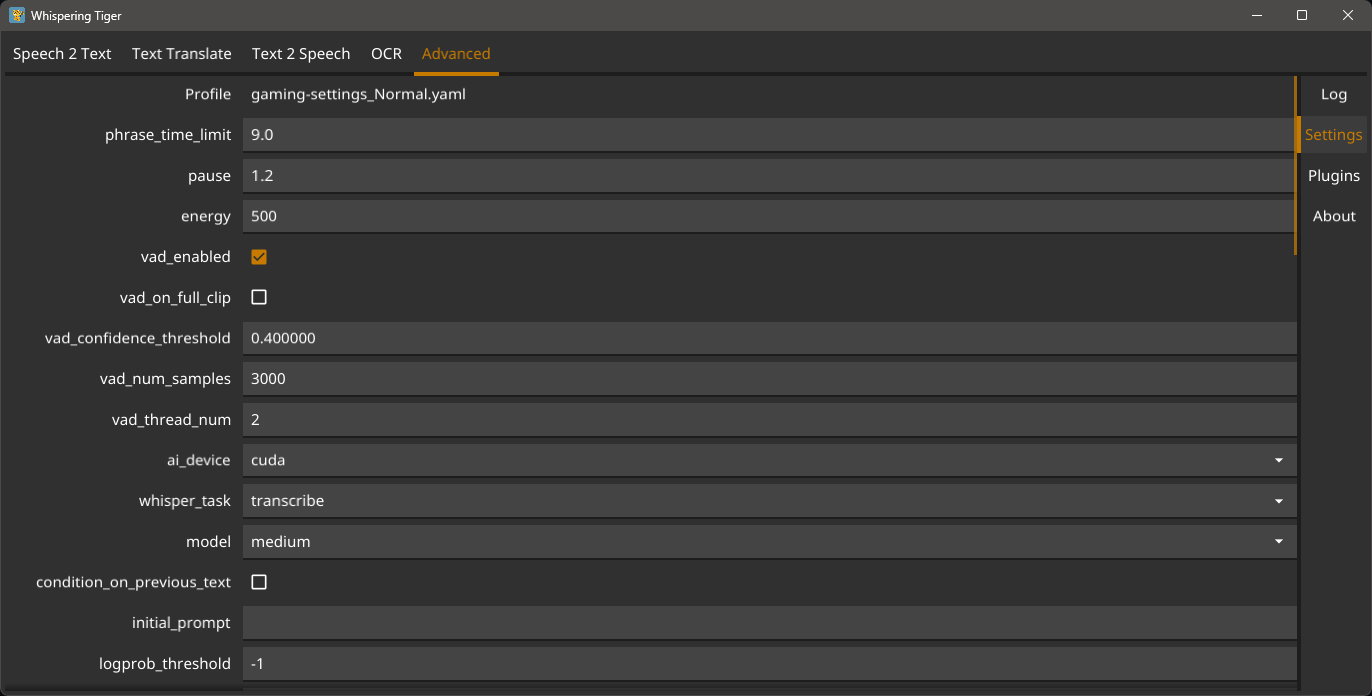 Whispering Tiger
Speech 2 Text Text Translate Text 2 Speech OCR Advanced
Profile gaming-settings_Normal.yaml
phrase_time_limit 9.0
pause 1.2
energy 500
vad_enabled
vad_on_full_clip
vad_confidence_threshold 0.400000
vad_num_samples 3000
vad_thread_num 2
ai_device cuda
whisper_task transcribe
model medium
condition_on_previous_text
initial_prompt
logprob_threshold -1
Log
Settings
Plugins
About